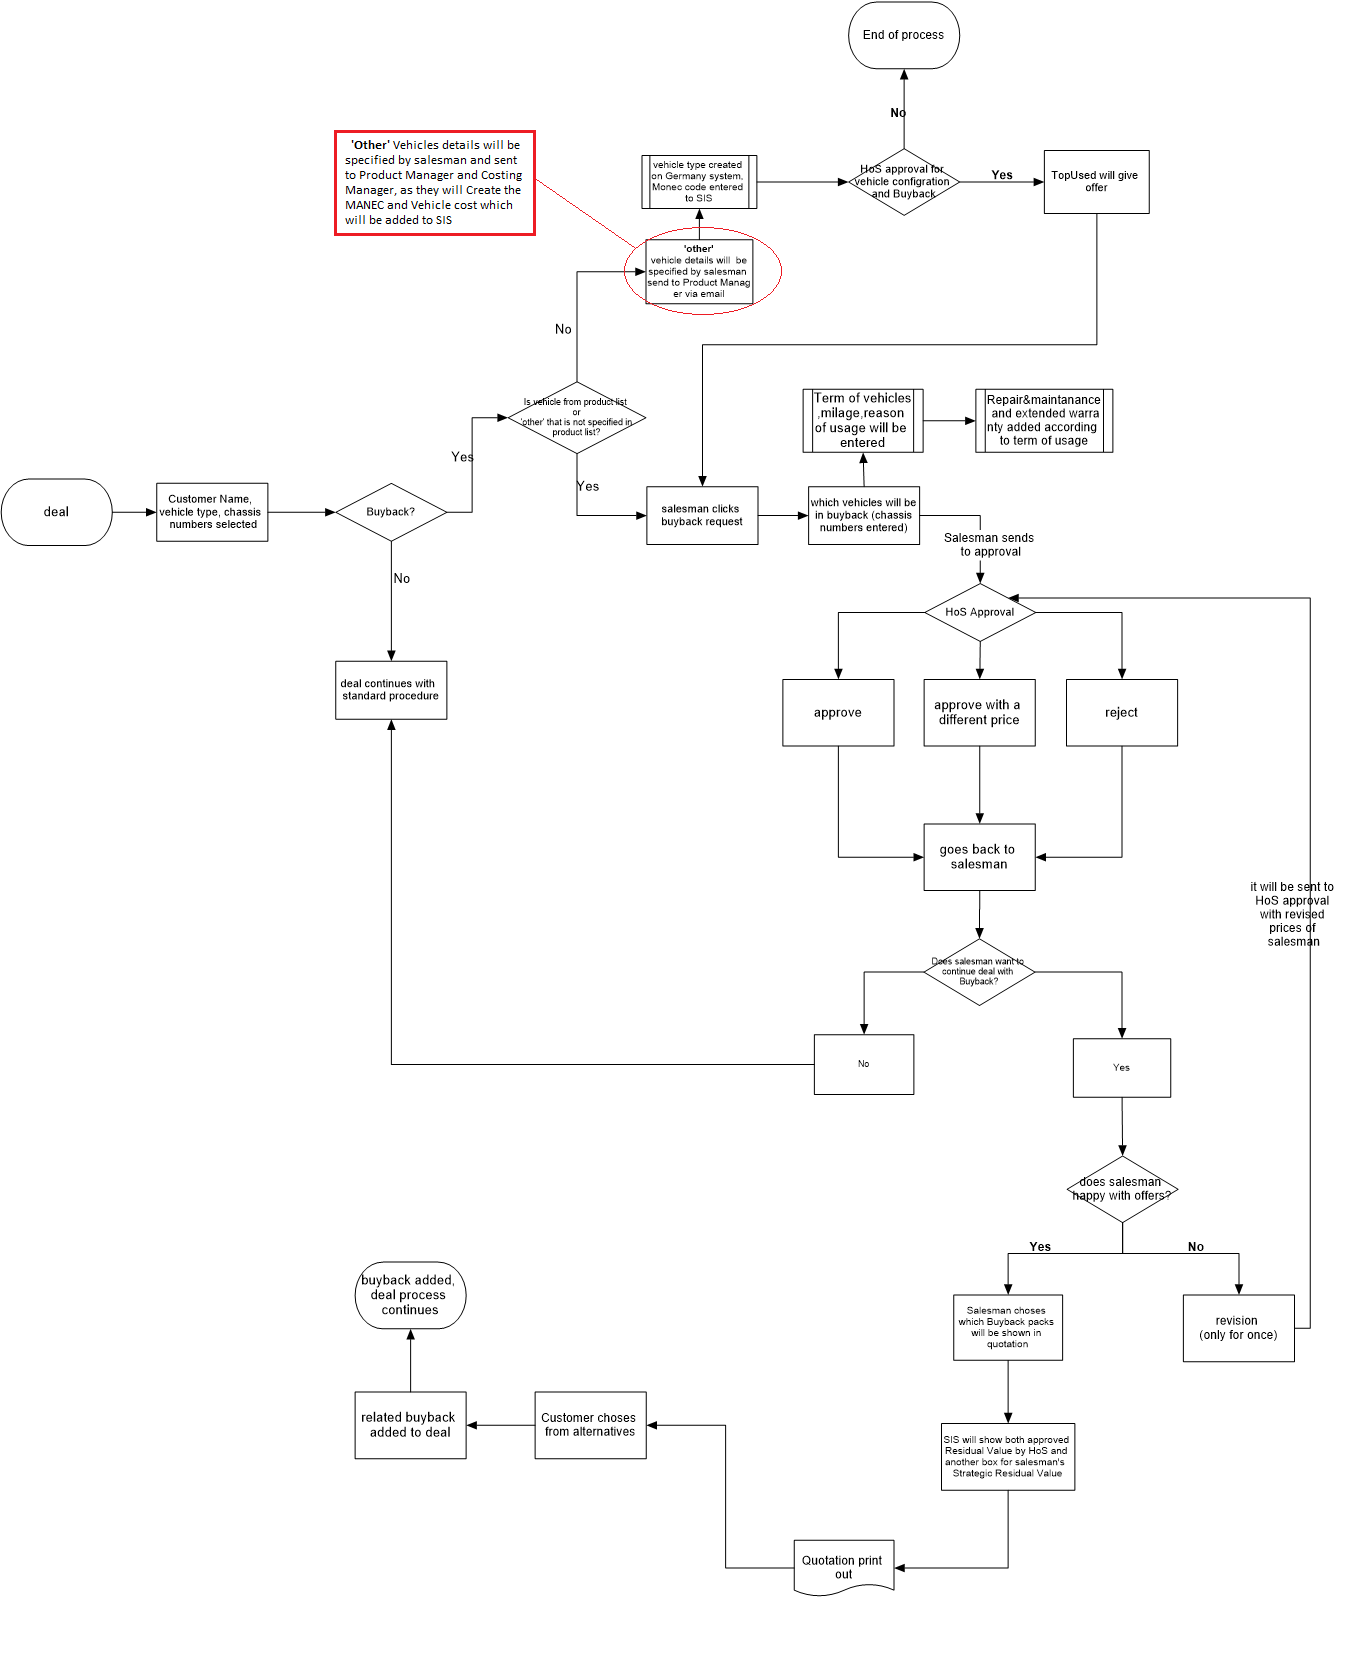 End of process
No
'Other' Vehicles details will be
specified by salesman and sent
to Product Manager and Costing
Manager, as they will Create the
MANEC and Vehicle cost which
will be added to SIS
vehicle type created
on Germany system,
Monec code entered
to SIS
HoS approval for
vehicle configration
and Buyback
Yes
TopUsed will give
offer
'other'
vehicle details will be
specified by salesman
send to Product Manag
er via email
No
Is vehicle from product list
or
'other' that is not specified in
product list?
Term of vehicles
,milage,reason
of usage will be
entered
Repair&maintanance
and extended warra
nty added according
to term of usage
Yes
Yes
deal
Customer Name,
vehicle type, chassis
numbers selected
Buyback?
salesman clicks
buyback request
which vehicles will be
in buyback (chassis
numbers entered)
Salesman sends
to approval
No
HoS Approval
deal continues with
standard procedure
approve
approve with a
different price
reject
goes back to
salesman
it will be sent to
HoS approval
with revised
prices of
salesman
Does salesman want to
continue deal with
Buyback?
No
Yes
does salesman
happy with offers?
Yes
No
buyback added,
deal process
continues
Salesman choses
which Buyback packs
will be shown in
quotation
revision
(only for once)
related buyback
added to deal
Customer choses
from alternatives
SIS will show both approved
Residual Value by HoS and
another box for salesman's
Strategic Residual Value
Quotation print
out